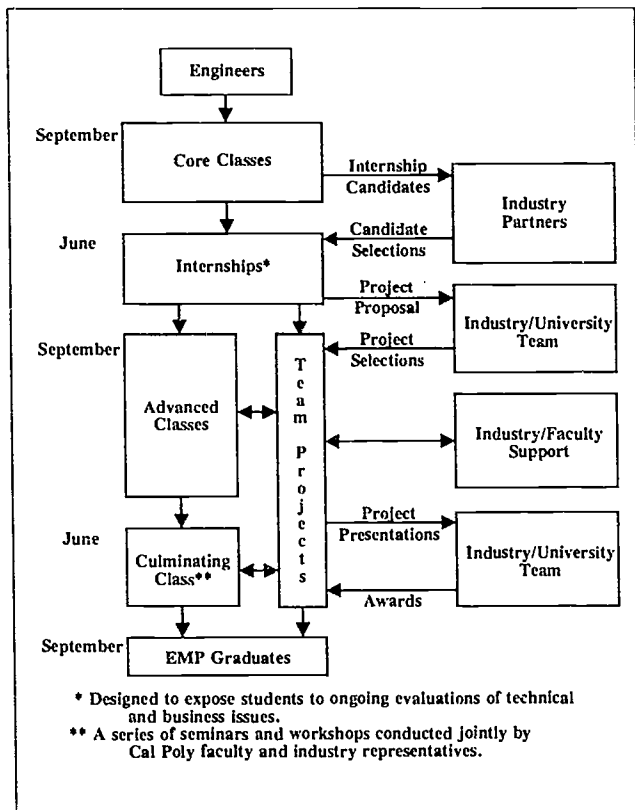 Engineers
September
Core Classes
Internship
Candidates
Industry
Partners
June
Candidate
Selections
Internships*
Project
Proposal
Industry/University
Team
September
Project
Selections
Advanced
Classes
Team Projects
Industry/Faculty
Support
June
Project
Presentations
Culminating
Class**
Industry/University
Team
Awards
September
EMP Graduates
* Designed to expose students to ongoing evaluations of technical
and business issues.
** A series of seminars and workshops conducted jointly by
Cal Poly faculty and industry representatives.